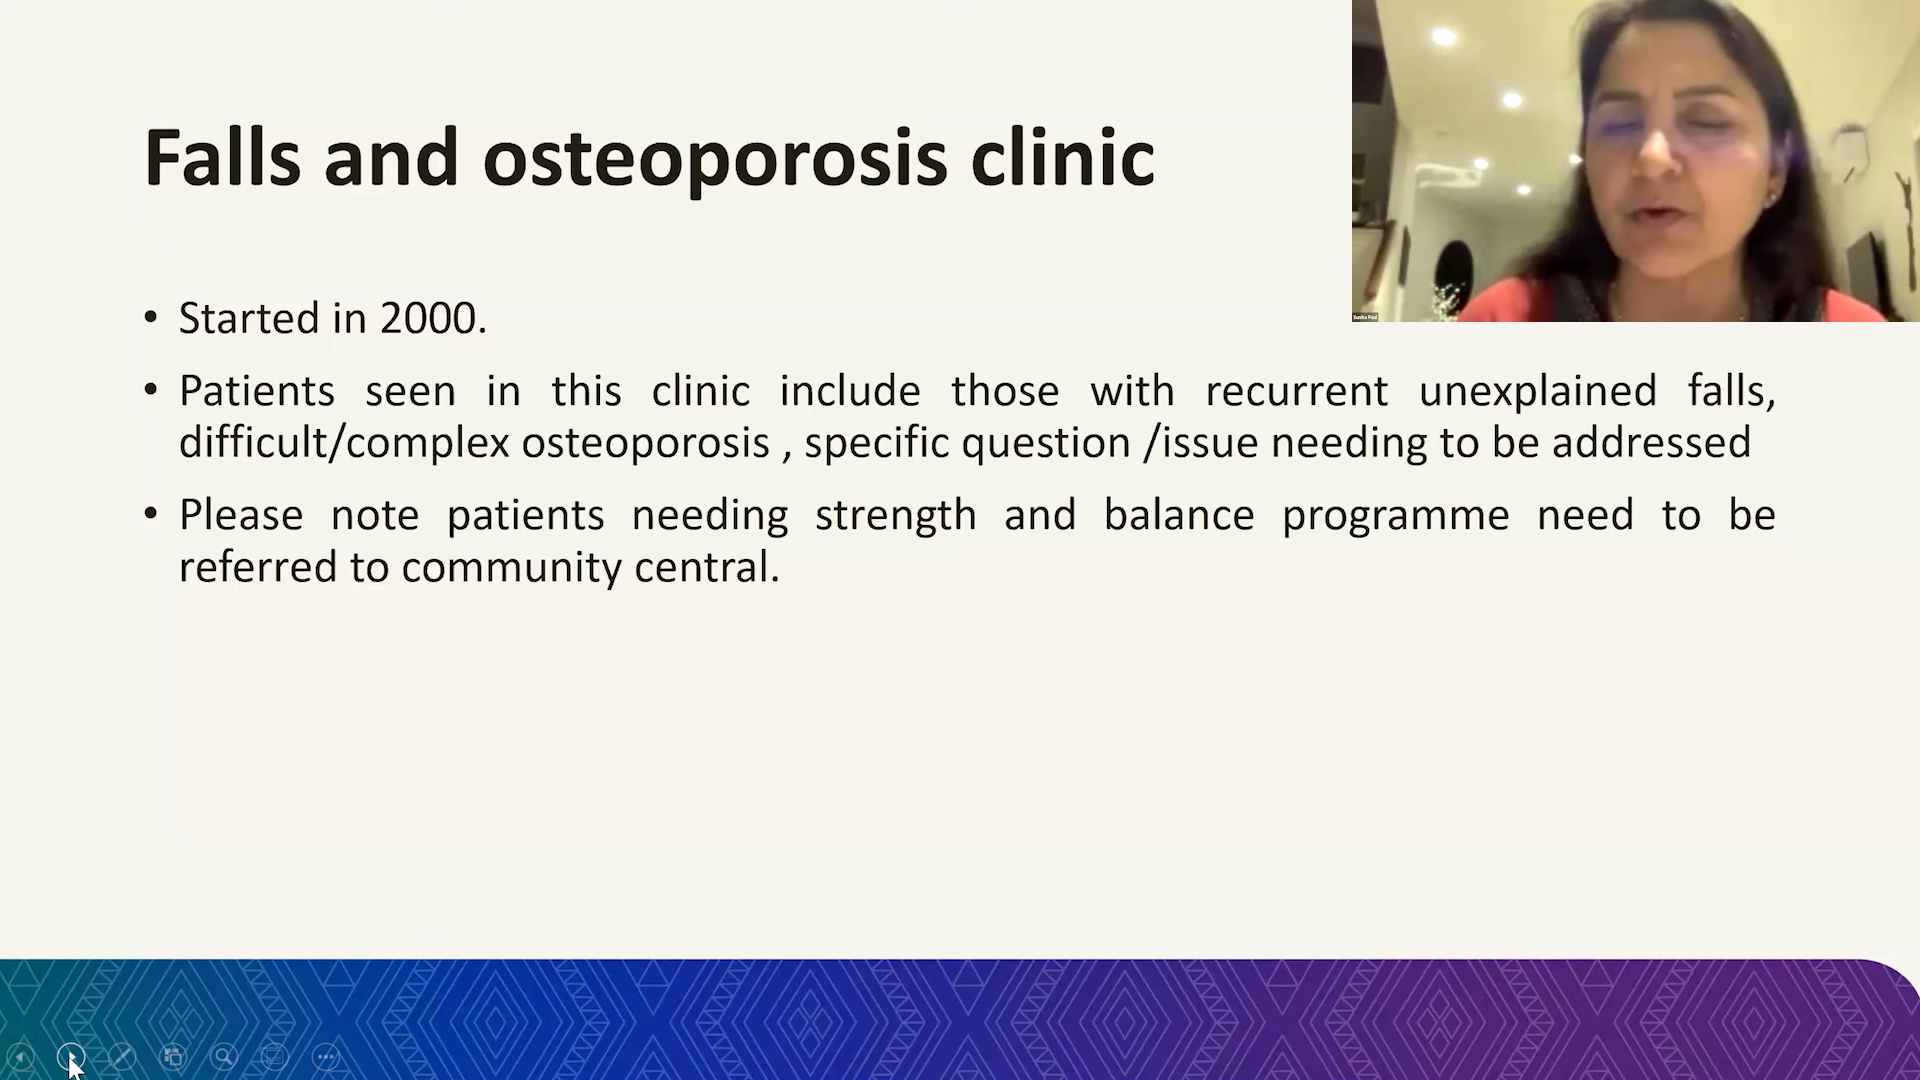 Falls and osteoporosis clinic
• Started in 2000.
• Patients seen in this clinic include those with recurrent unexplained falls,
difficult/complex osteoporosis , specific question /issue needing to be addressed
• Please note patients needing strength and balance programme need to be
referred to community central.
Sunita Paul